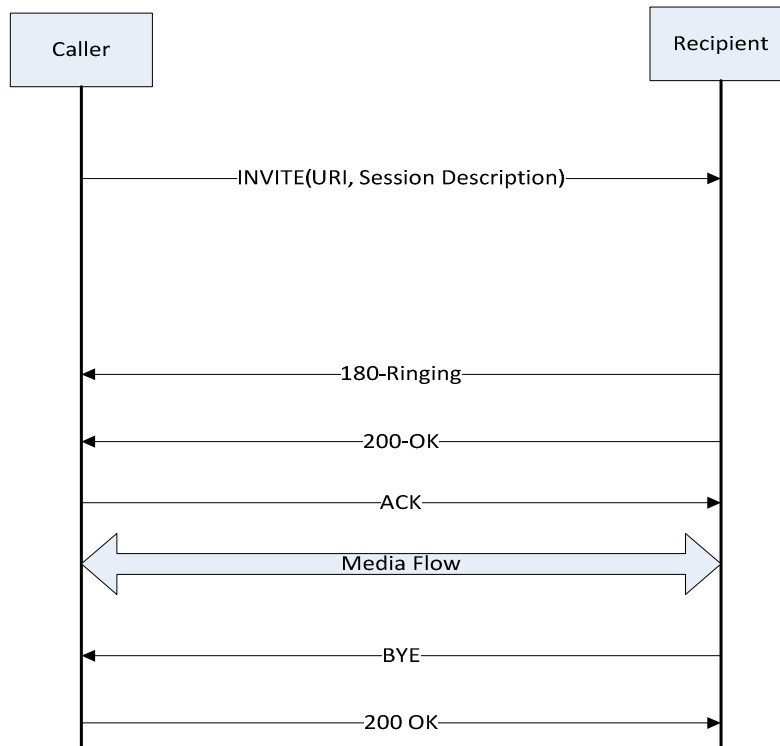 Caller
Recipient
INVITE(URI, Session Description)
180-Ringing
200-OK
ACK
Media Flow
BYE
200 OK